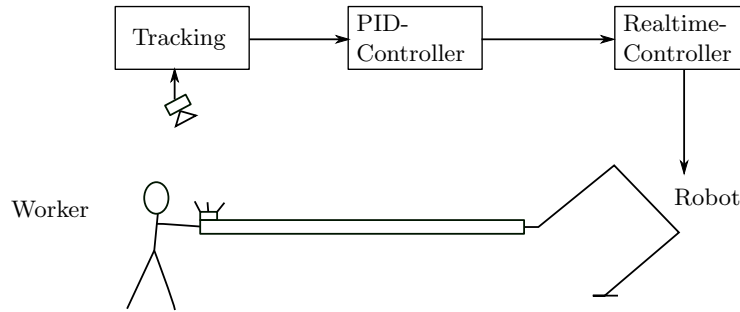 Tracking
PID-
Controller
Realtime-
Controller
Worker
Robot